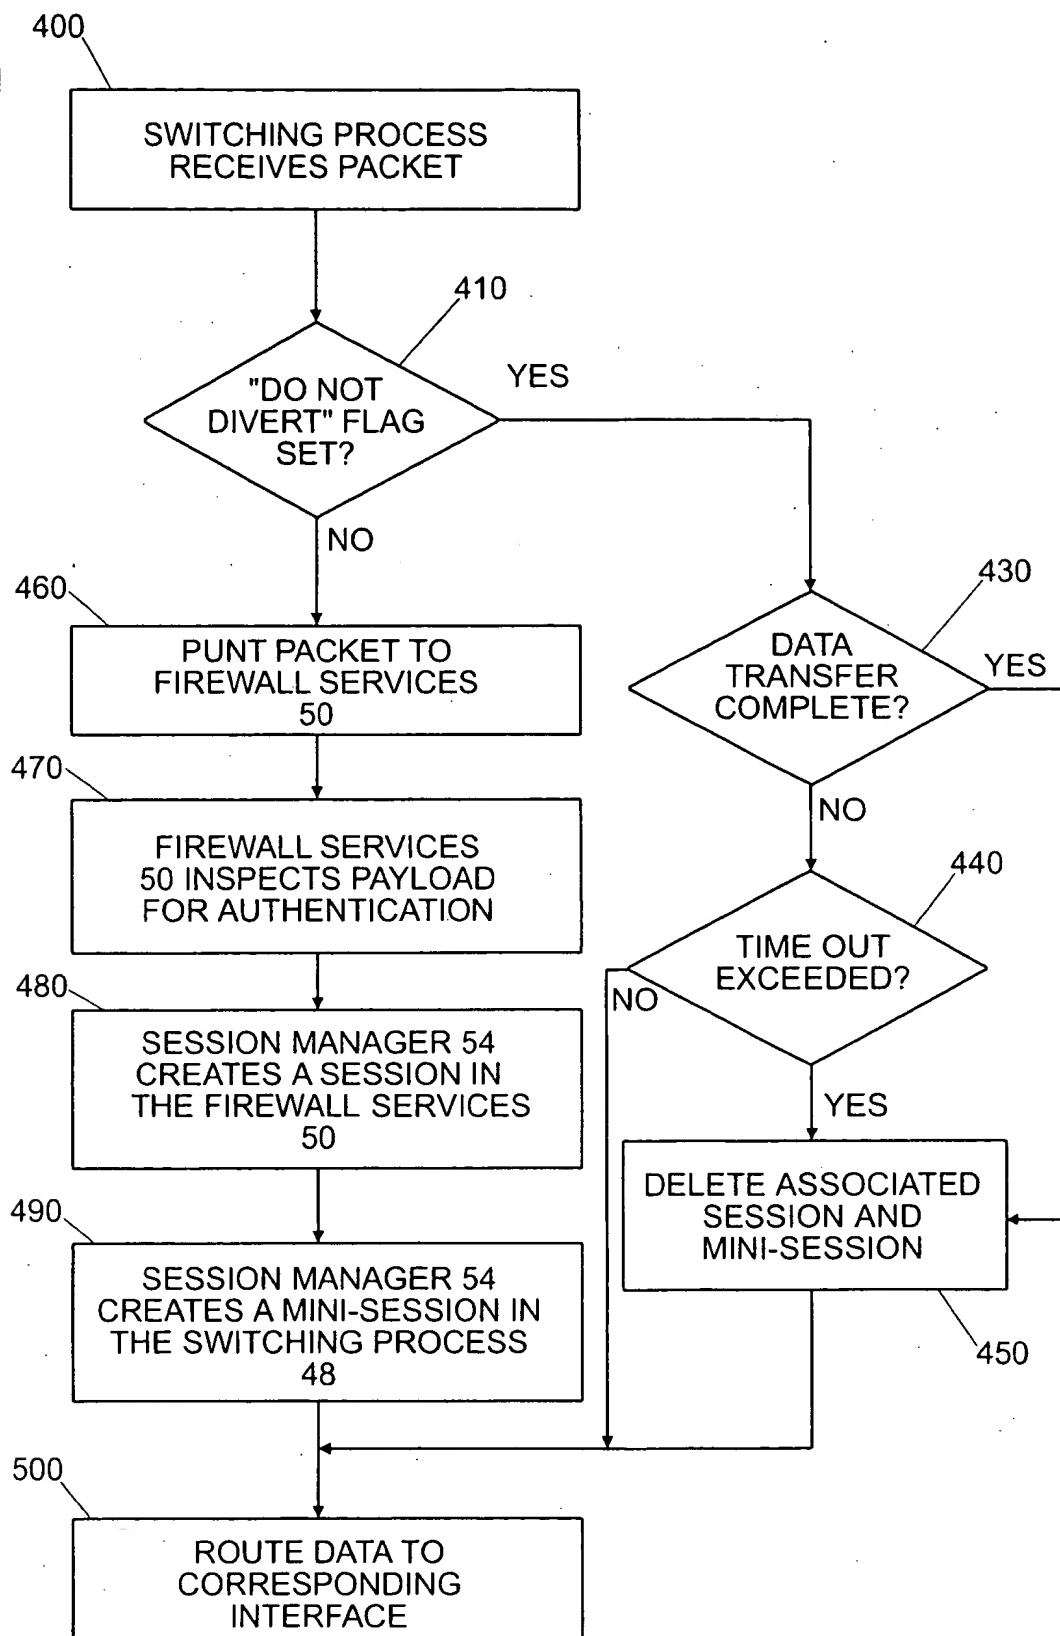 400
SWITCHING PROCESS
RECEIVES PACKET
410
"DO NOT
DIVERT" FLAG
SET?
YES
NO
460
PUNT PACKET TO
FIREWALL SERVICES
50
430
DATA
TRANSFER
COMPLETE?
YES
NO
470
FIREWALL SERVICES
50 INSPECTS PAYLOAD
FOR AUTHENTICATION
440
TIME OUT
EXCEEDED?
NO
YES
480
SESSION MANAGER 54
CREATES A SESSION IN
THE FIREWALL SERVICES
50
DELETE ASSOCIATED
SESSION AND
MINI-SESSION
450
490
SESSION MANAGER 54
CREATES A MINI-SESSION IN
THE SWITCHING PROCESS
48
500
ROUTE DATA TO
CORRESPONDING
INTERFACE